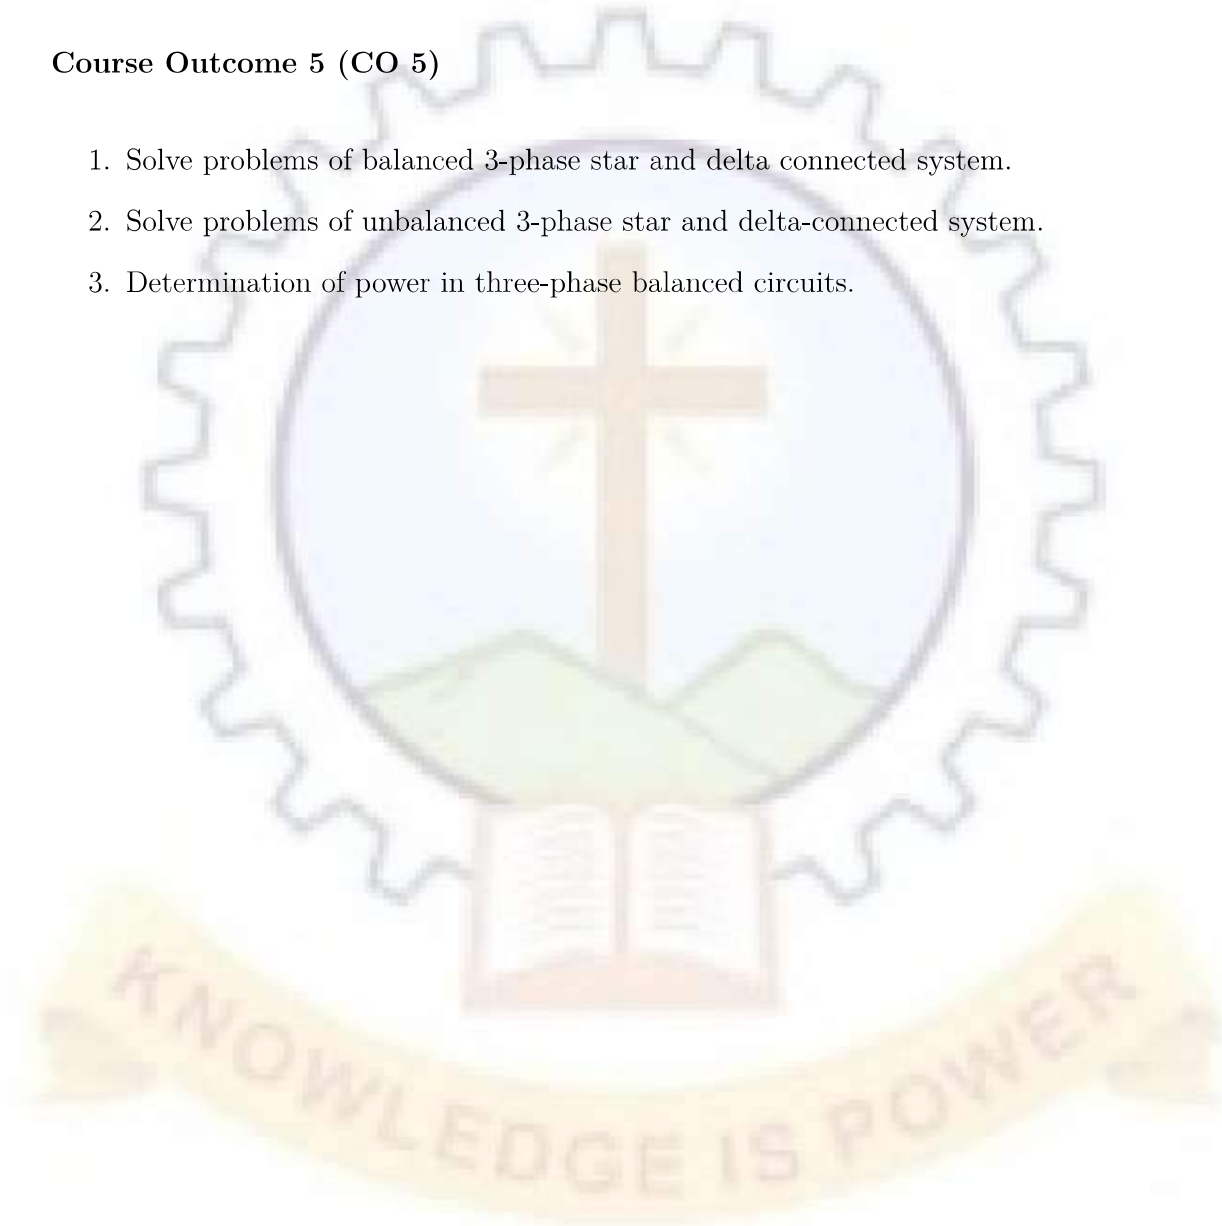 Course Outcome 5 (CO 5)
1. Solve problems of balanced 3-phase star and delta connected system.
2. Solve problems of unbalanced 3-phase star and delta-connected system.
3. Determination of power in three-phase balanced circuits.
KNOWLEDGE IS POWER